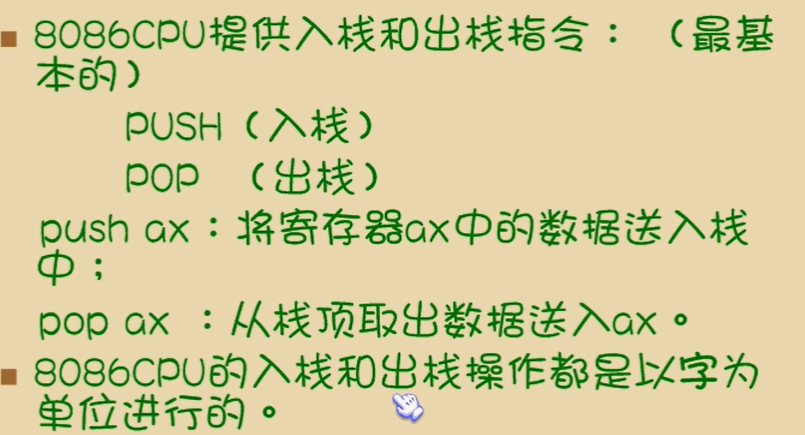 8086CPU提供入栈和出栈指令： （最基
本的）
PUSH（入栈）
POP （出栈）
push ax：将寄存器ax中的数据送入栈
中；
pop ax ：从栈顶取出数据送入ax。
8086CPU的入栈和出栈操作都是以字为
单位进行的。